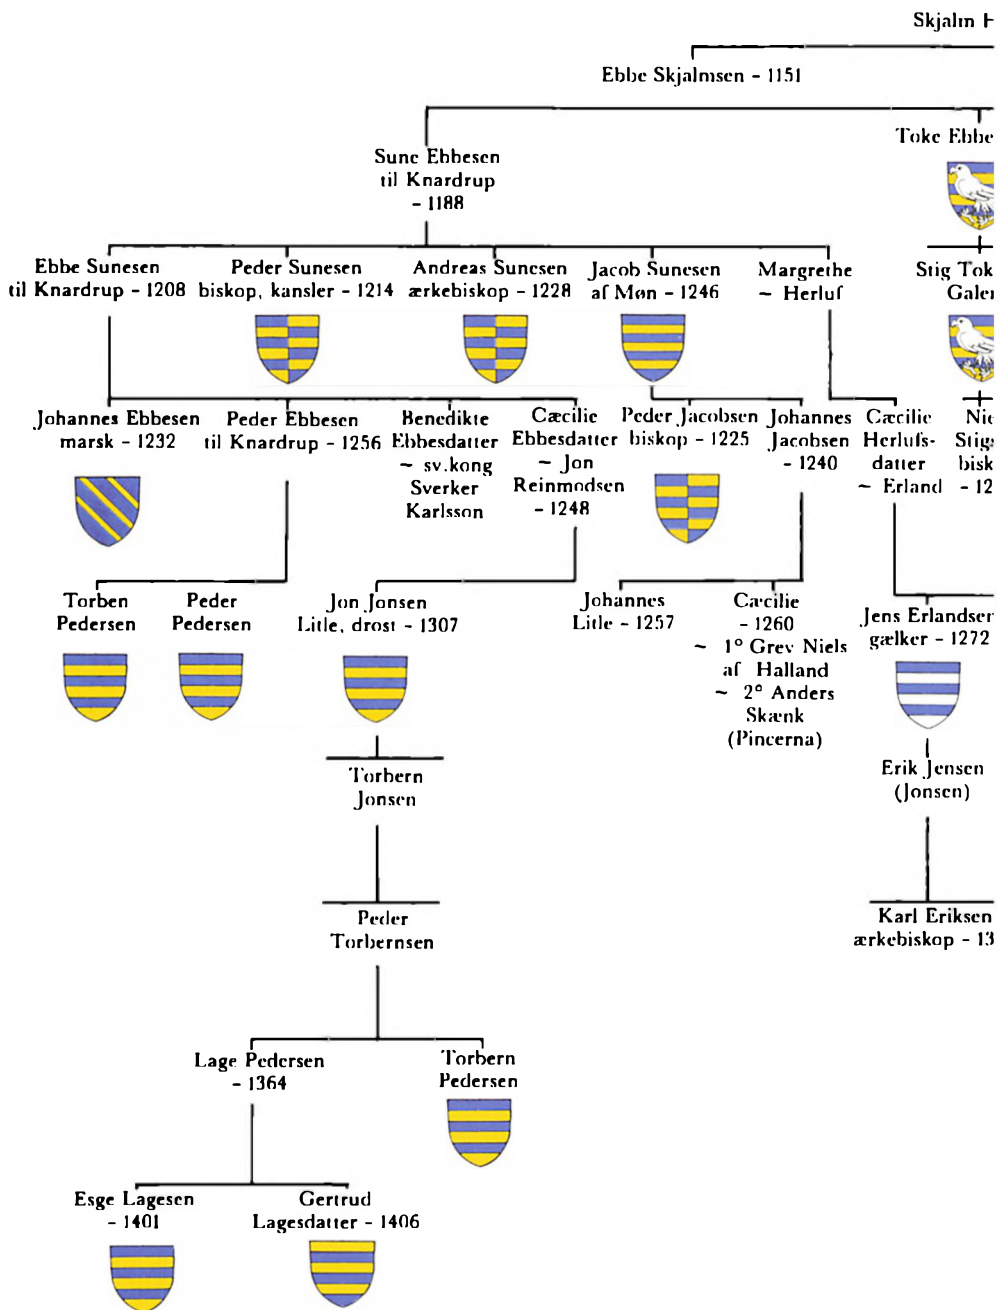 Skjalm H
Ebbe Skjalmsen - 1151
Toke Ebbe
Sune Ebbesen
til Knardrup
- 1188
Ebbe Sunesen
til Knardrup - 1208
Peder Sunesen
biskop, kansler - 1214
Andreas Sunesen
ærkebiskop - 1228
Jacob Sunesen
af Møn - 1246
Margrethe
~ Herluf
Stig Tok
Galen
Johannes Ebbesen
marsk - 1232
Peder Ebbesen
til Knardrup - 1256
Benedikte
Ebbesdatter
~ sv.kong
Sverker
Karlsson
Cæcilie
Ebbesdatter
~ Jon
Reinmodsen
- 1248
Peder Jacobsen
biskop - 1225
Johannes
Jacobsen
- 1240
Cæcilie
Herlufs-
datter
~ Erland
Nie
Stigs
bisk
- 12
Torben
Pedersen
Peder
Pedersen
Jon Jonsen
Litle, drost - 1307
Johannes
Litle - 1257
Cæcilie
- 1260
~ 1° Grev Niels
af Halland
~ 2° Anders
Skænk
(Pincerna)
Jens Erlandsen
gælker - 1272
Torbern
Jonsen
Erik Jensen
(Jonsen)
Peder
Torbernsen
Karl Eriksen
ærkebiskop - 13
Lage Pedersen
- 1364
Torbern
Pedersen
Esge Lagesen
- 1401
Gertrud
Lagesdatter - 1406